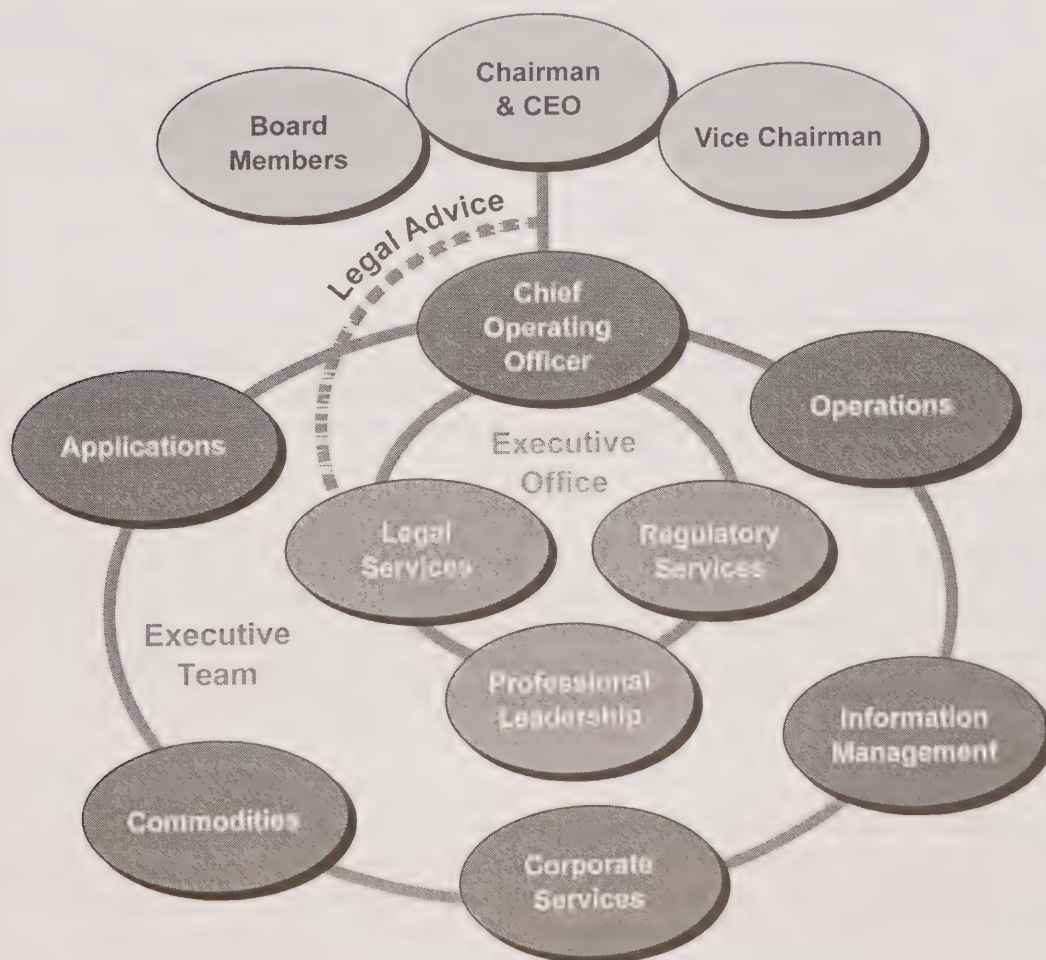 Chairman
& CEO
Board
Members
Vice Chairman
Legal Advice
Chief
Operating
Officer
Applications
Operations
Executive
Office
Legal
Services
Regulatory
Services
Executive
Team
Professional
Leadership
Information
Management
Commodities
Corporate
Services